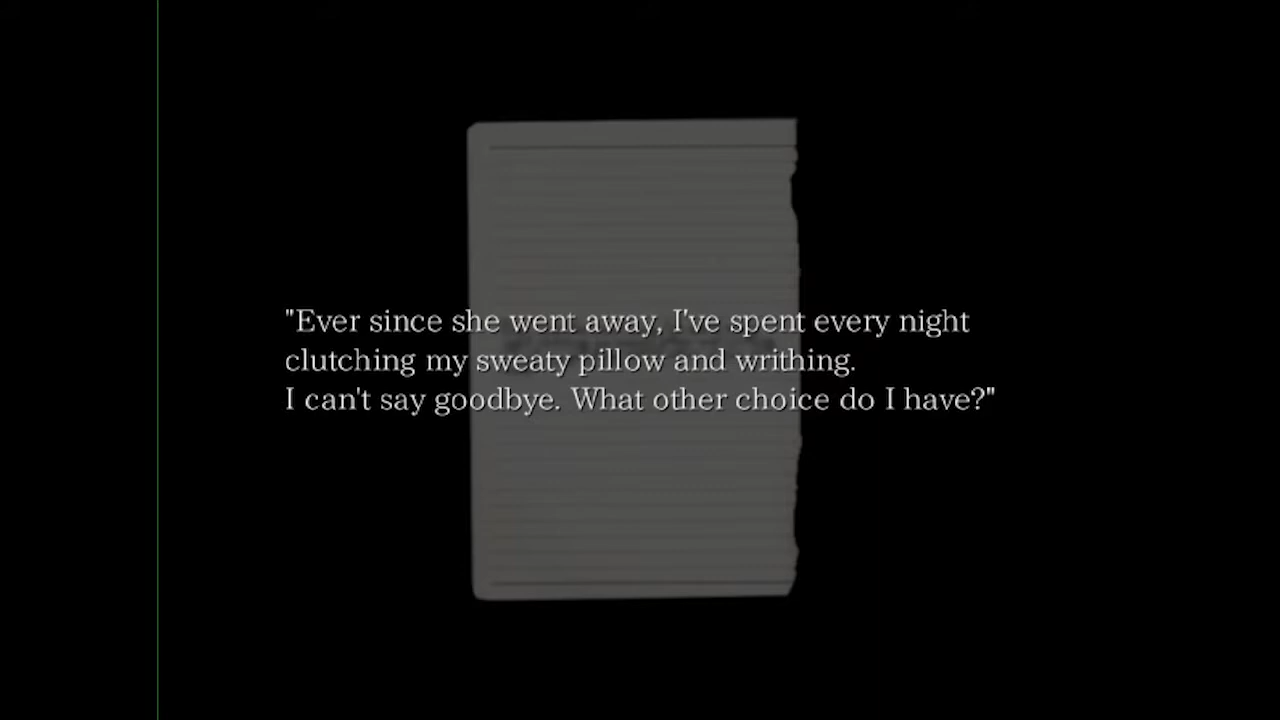 "Ever since she went away, I've spent every night
clutching my sweaty pillow and writhing.
I can't say goodbye. What other choice do I have?"